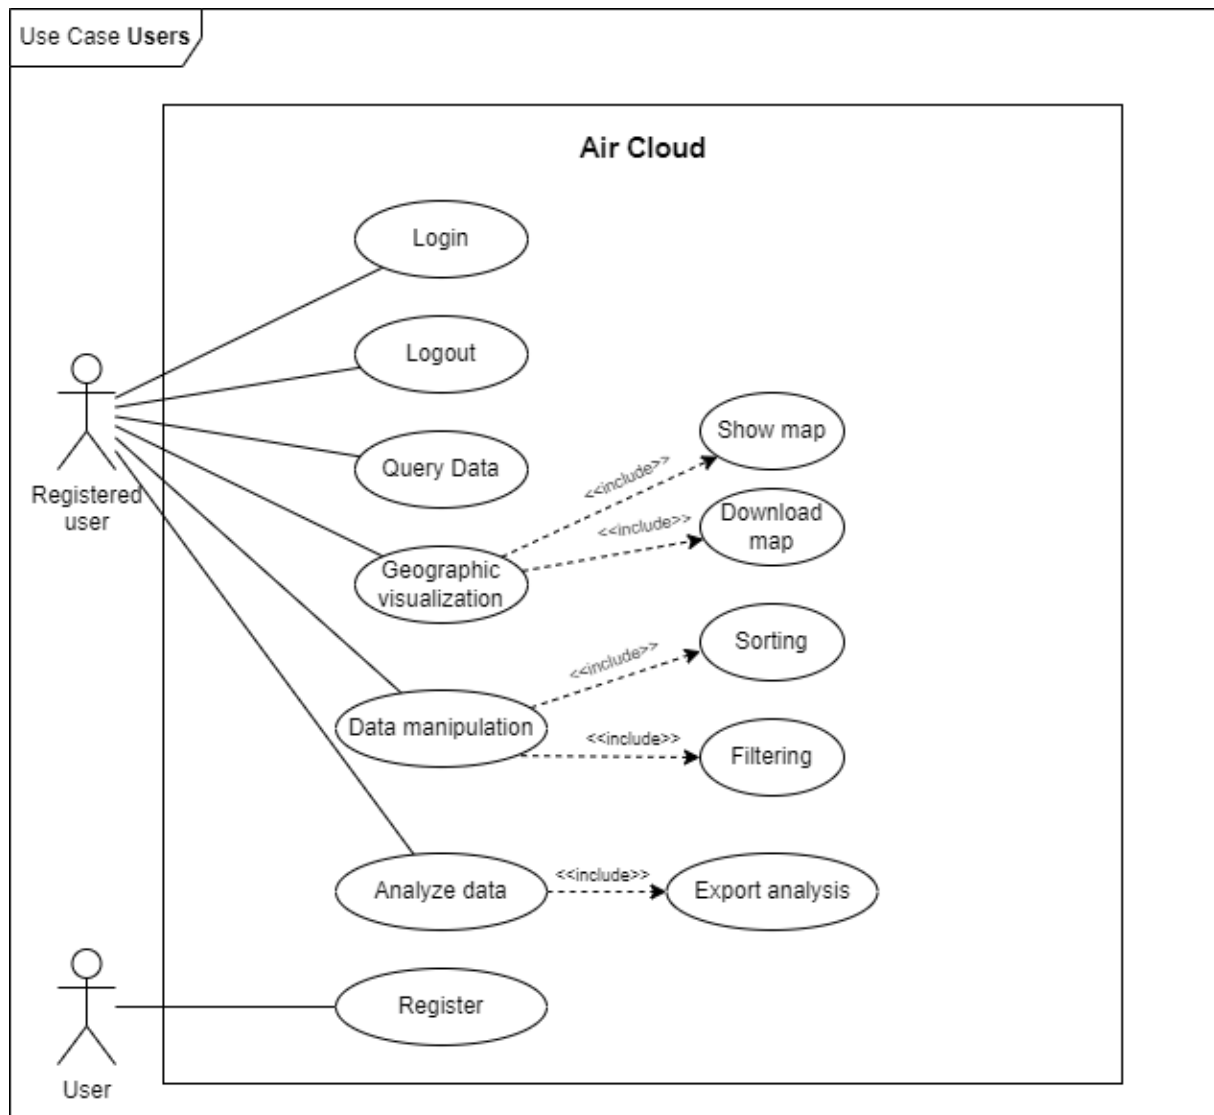 Use Case Users
Air Cloud
Login
Logout
Registered
user
Query Data
Show map
<<include>>
Download
map
<<include>>
Geographic
visualization
Sorting
<<include>>
Data manipulation
<<include>>
Filtering
Analyze data
<<include>>
Export analysis
Register
User